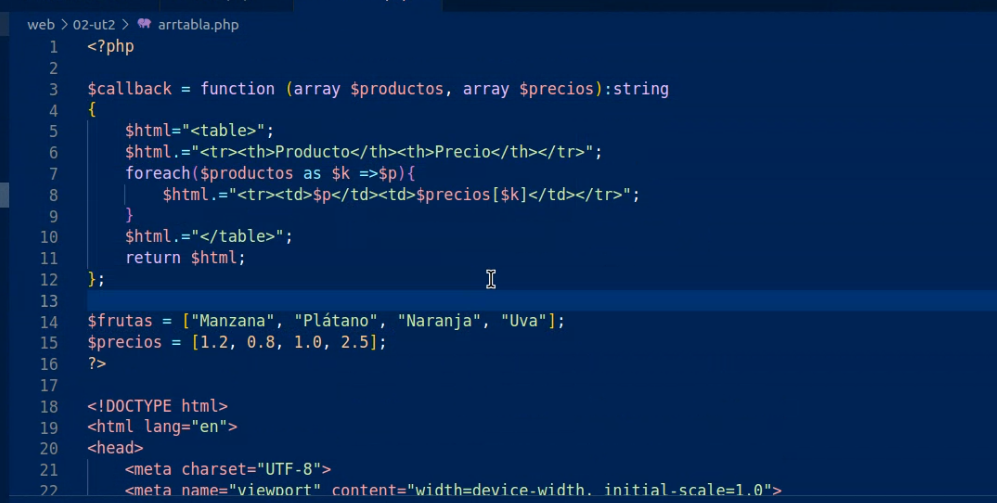 web > 02-ut2 > arrtabla.php
1 <?php
2
3 $callback = function (array $productos, array $precios):string
4 {
5     $html="<table>";
6     $html.="<tr><th>Producto</th><th>Precio</th></tr>";
7     foreach($productos as $k =>$p){
8         $html.="<tr><td>$p</td><td>$precios[$k]</td></tr>";
9     }
10     $html.="</table>";
11     return $html;
12 };
13
14 $frutas = ["Manzana", "Plátano", "Naranja", "Uva"];
15 $precios = [1.2, 0.8, 1.0, 2.5];
16 ?>
17
18 <!DOCTYPE html>
19 <html lang="en">
20 <head>
21     <meta charset="UTF-8">
22     <meta name="viewport" content="width=device-width, initial-scale=1.0">